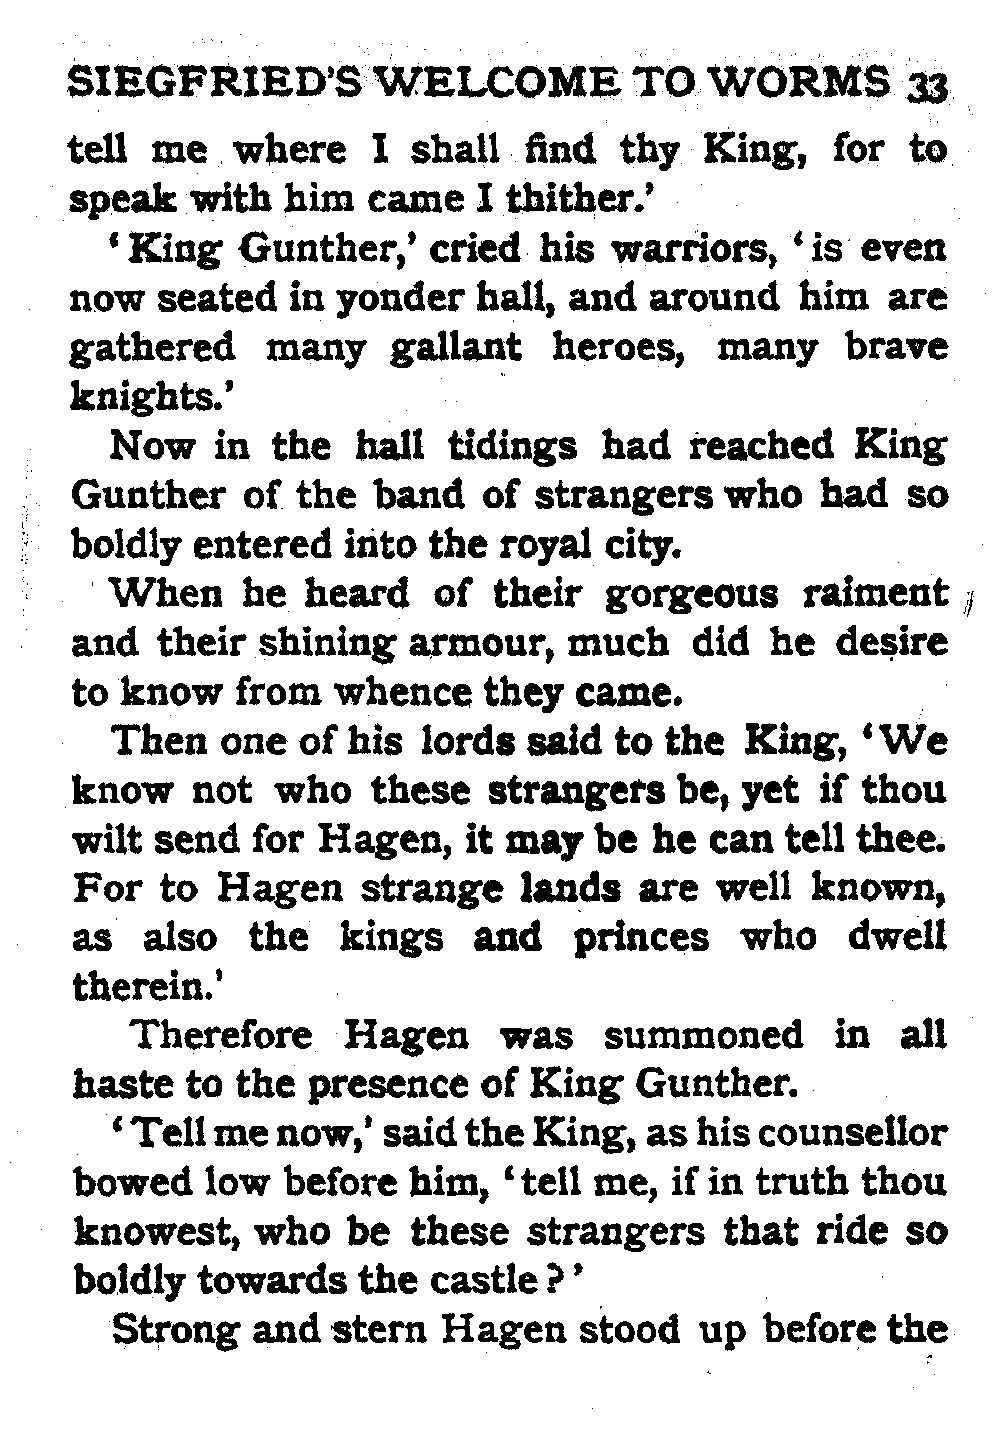 SIEGFRIED'S WELCOME TO WORMS 33
tell me where I shall find thy King, for to
speak with him came I thither.'
‘King Gunther,’ cried his warriors, ‘is even
now seated in yonder hall, and around him are
gathered many gallant heroes, many brave
knights.’
Now in the hall tidings had reached King
Gunther of the band of strangers who had so
boldly entered into the royal city.
When he heard of their gorgeous raiment
and their shining armour, much did he desire
to know from whence they came.
Then one of his lords said to the King, ‘We
know not who these strangers be, yet if thou
wilt send for Hagen, it may be he can tell thee.
For to Hagen strange lands are well known,
as also the kings and princes who dwell
therein.’
Therefore Hagen was summoned in all
haste to the presence of King Gunther.
‘Tell me now,’ said the King, as his counsellor
bowed low before him, ‘tell me, if in truth thou
knowest, who be these strangers that ride so
boldly towards the castle?’
Strong and stern Hagen stood up before the